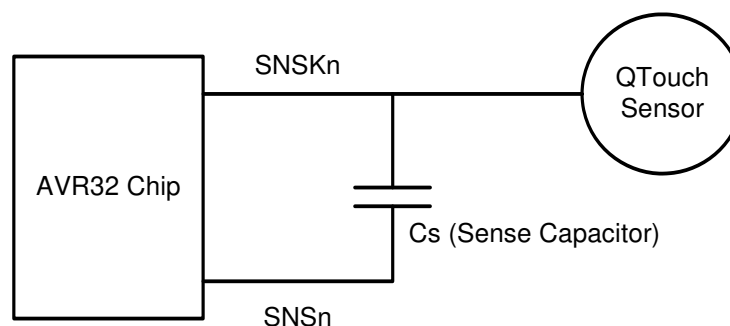 SNSKn
QTouch
Sensor
AVR32 Chip
Cs (Sense Capacitor)
SNSn